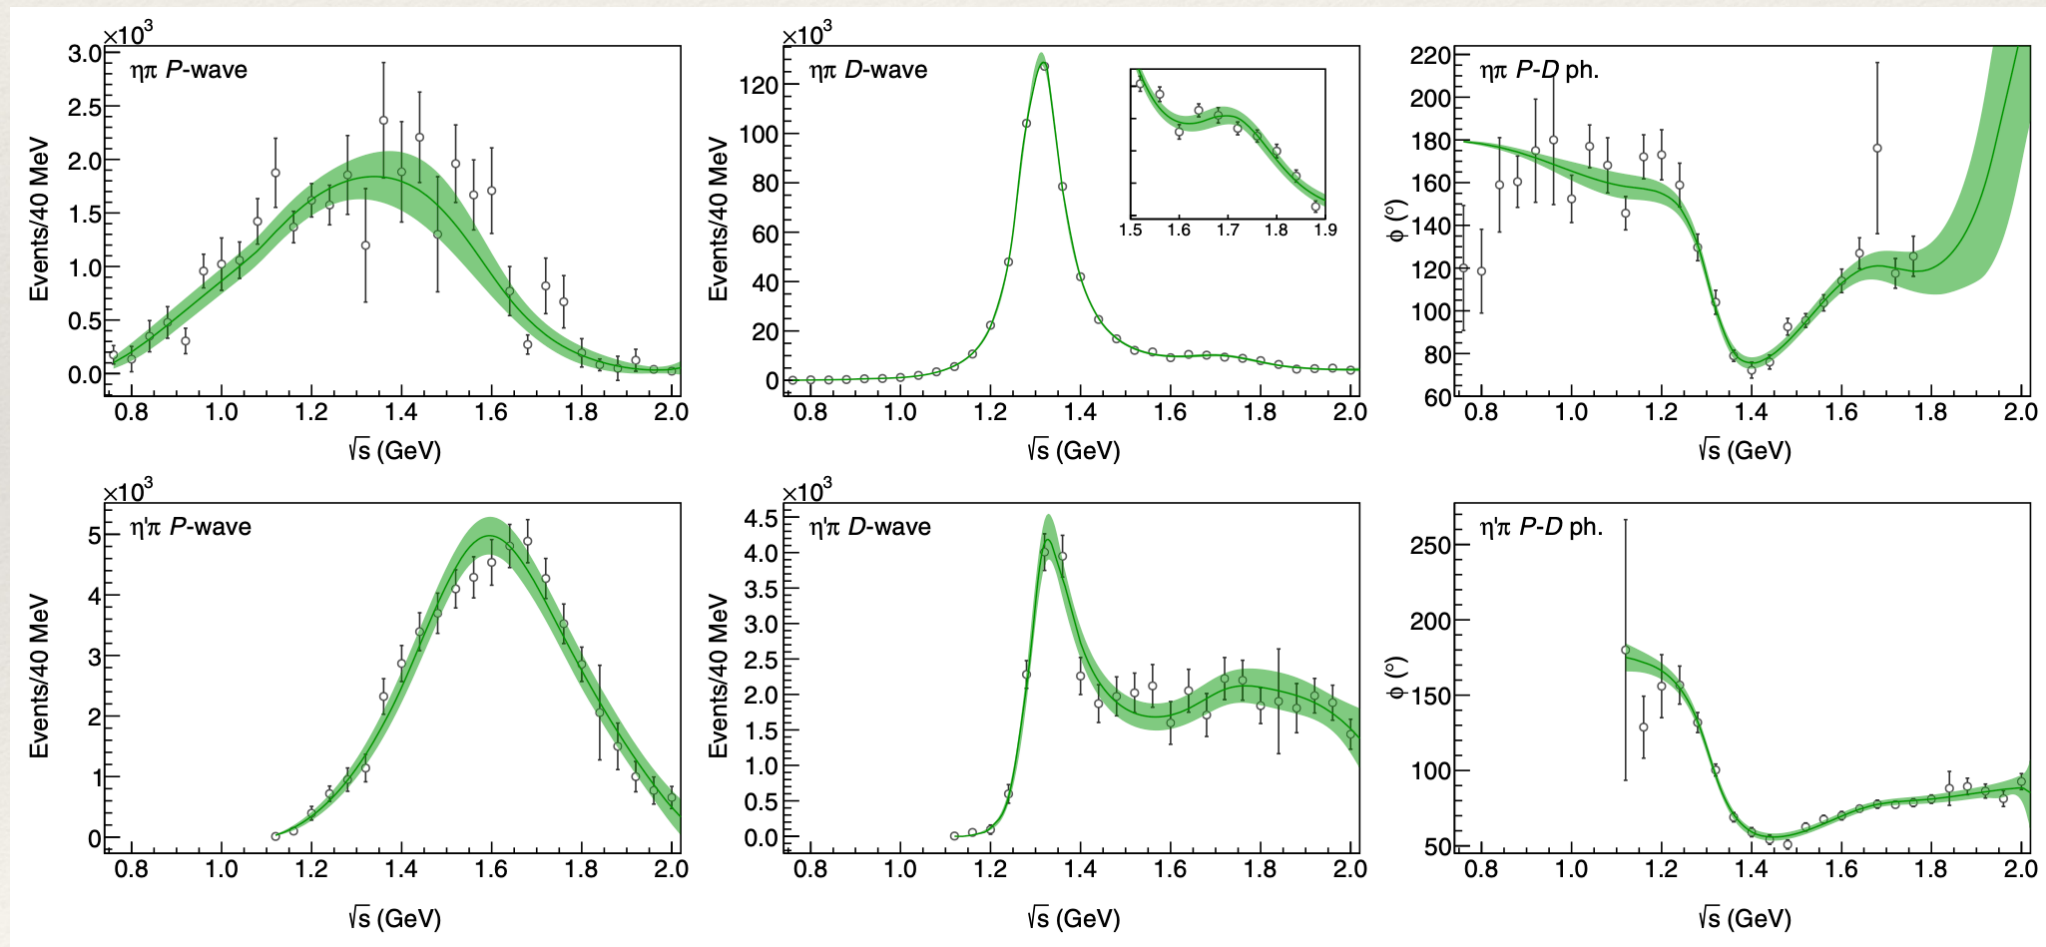 ×10³
3.0
2.5
2.0
1.5
1.0
0.5
0.0
Events/40 MeV
ηπ P-wave
0.8 1.0 1.2 1.4 1.6 1.8 2.0
√s (GeV)
×10³
120
100
80
60
40
20
0
Events/40 MeV
ηπ D-wave
1.5 1.6 1.7 1.8 1.9
0.8 1.0 1.2 1.4 1.6 1.8 2.0
√s (GeV)
220
200
180
160
140
120
100
80
60
ϕ (°)
ηπ P-D ph.
0.8 1.0 1.2 1.4 1.6 1.8 2.0
√s (GeV)
×10³
5
4
3
2
1
0
Events/40 MeV
η'π P-wave
0.8 1.0 1.2 1.4 1.6 1.8 2.0
√s (GeV)
×10³
4.5
4.0
3.5
3.0
2.5
2.0
1.5
1.0
0.5
0.0
Events/40 MeV
η'π D-wave
0.8 1.0 1.2 1.4 1.6 1.8 2.0
√s (GeV)
250
200
150
100
50
ϕ (°)
η'π P-D ph.
0.8 1.0 1.2 1.4 1.6 1.8 2.0
√s (GeV)